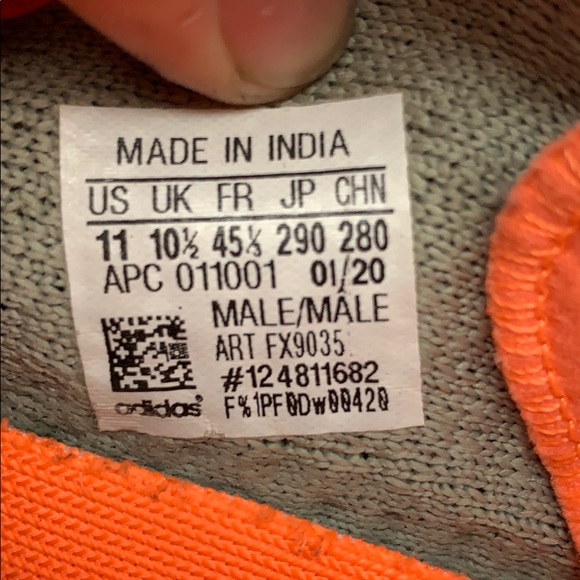 MADE IN INDIA
US UK FR JP CHN
11 10½ 45⅓ 290 280
APC 011001 01/20
MALE/MÂLE
ART FX9035
#124811682
adidas F%1PF0Dw00420